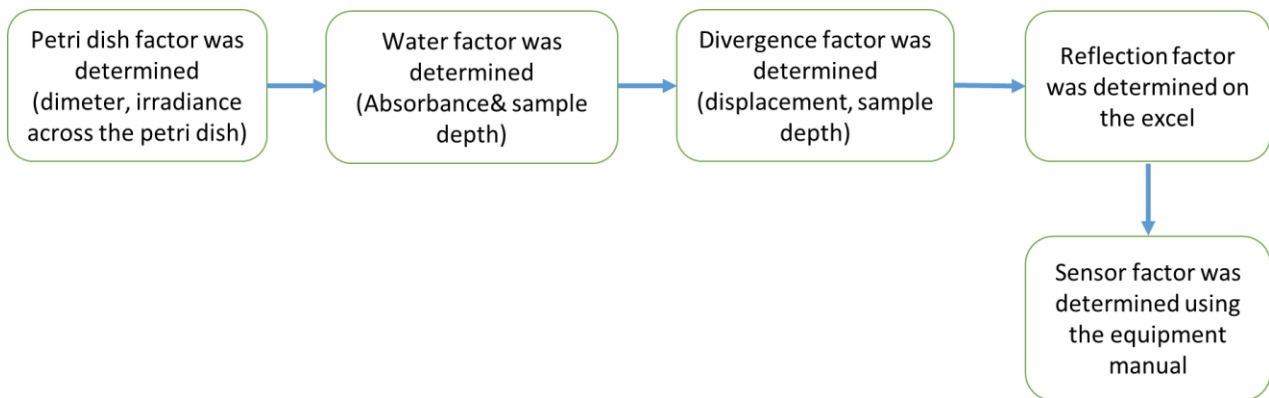 Petri dish factor was
determined
(dimeter, irradiance
across the petri dish)
Water factor was
determined
(Absorbance& sample
depth)
Divergence factor was
determined
(displacement, sample
depth)
Reflection factor
was determined on
the excel
Sensor factor was
determined using
the equipment
manual